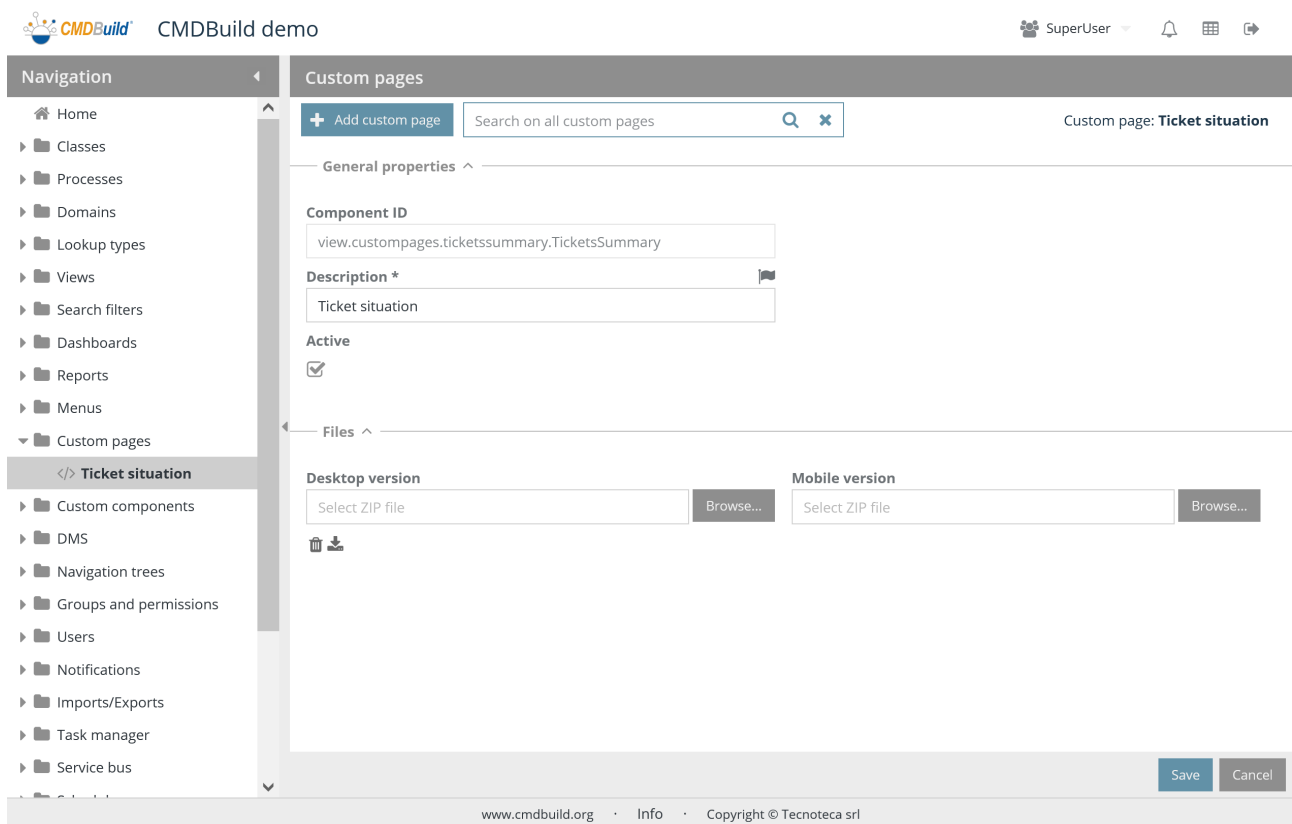 CMDBuild CMDBuild demo SuperUser
Navigation
Home
Classes
Processes
Domains
Lookup types
Views
Search filters
Dashboards
Reports
Menus
Custom pages
</> Ticket situation
Custom components
DMS
Navigation trees
Groups and permissions
Users
Notifications
Imports/Exports
Task manager
Service bus
Custom pages
Add custom page Search on all custom pages Custom page: Ticket situation
General properties
Component ID
view.custompages.ticketssummary.TicketsSummary
Description *
Ticket situation
Active
Files
Desktop version Mobile version
Select ZIP file Browse... Select ZIP file Browse...
Save Cancel
www.cmdbuild.org · Info · Copyright © Tecnoteca srl